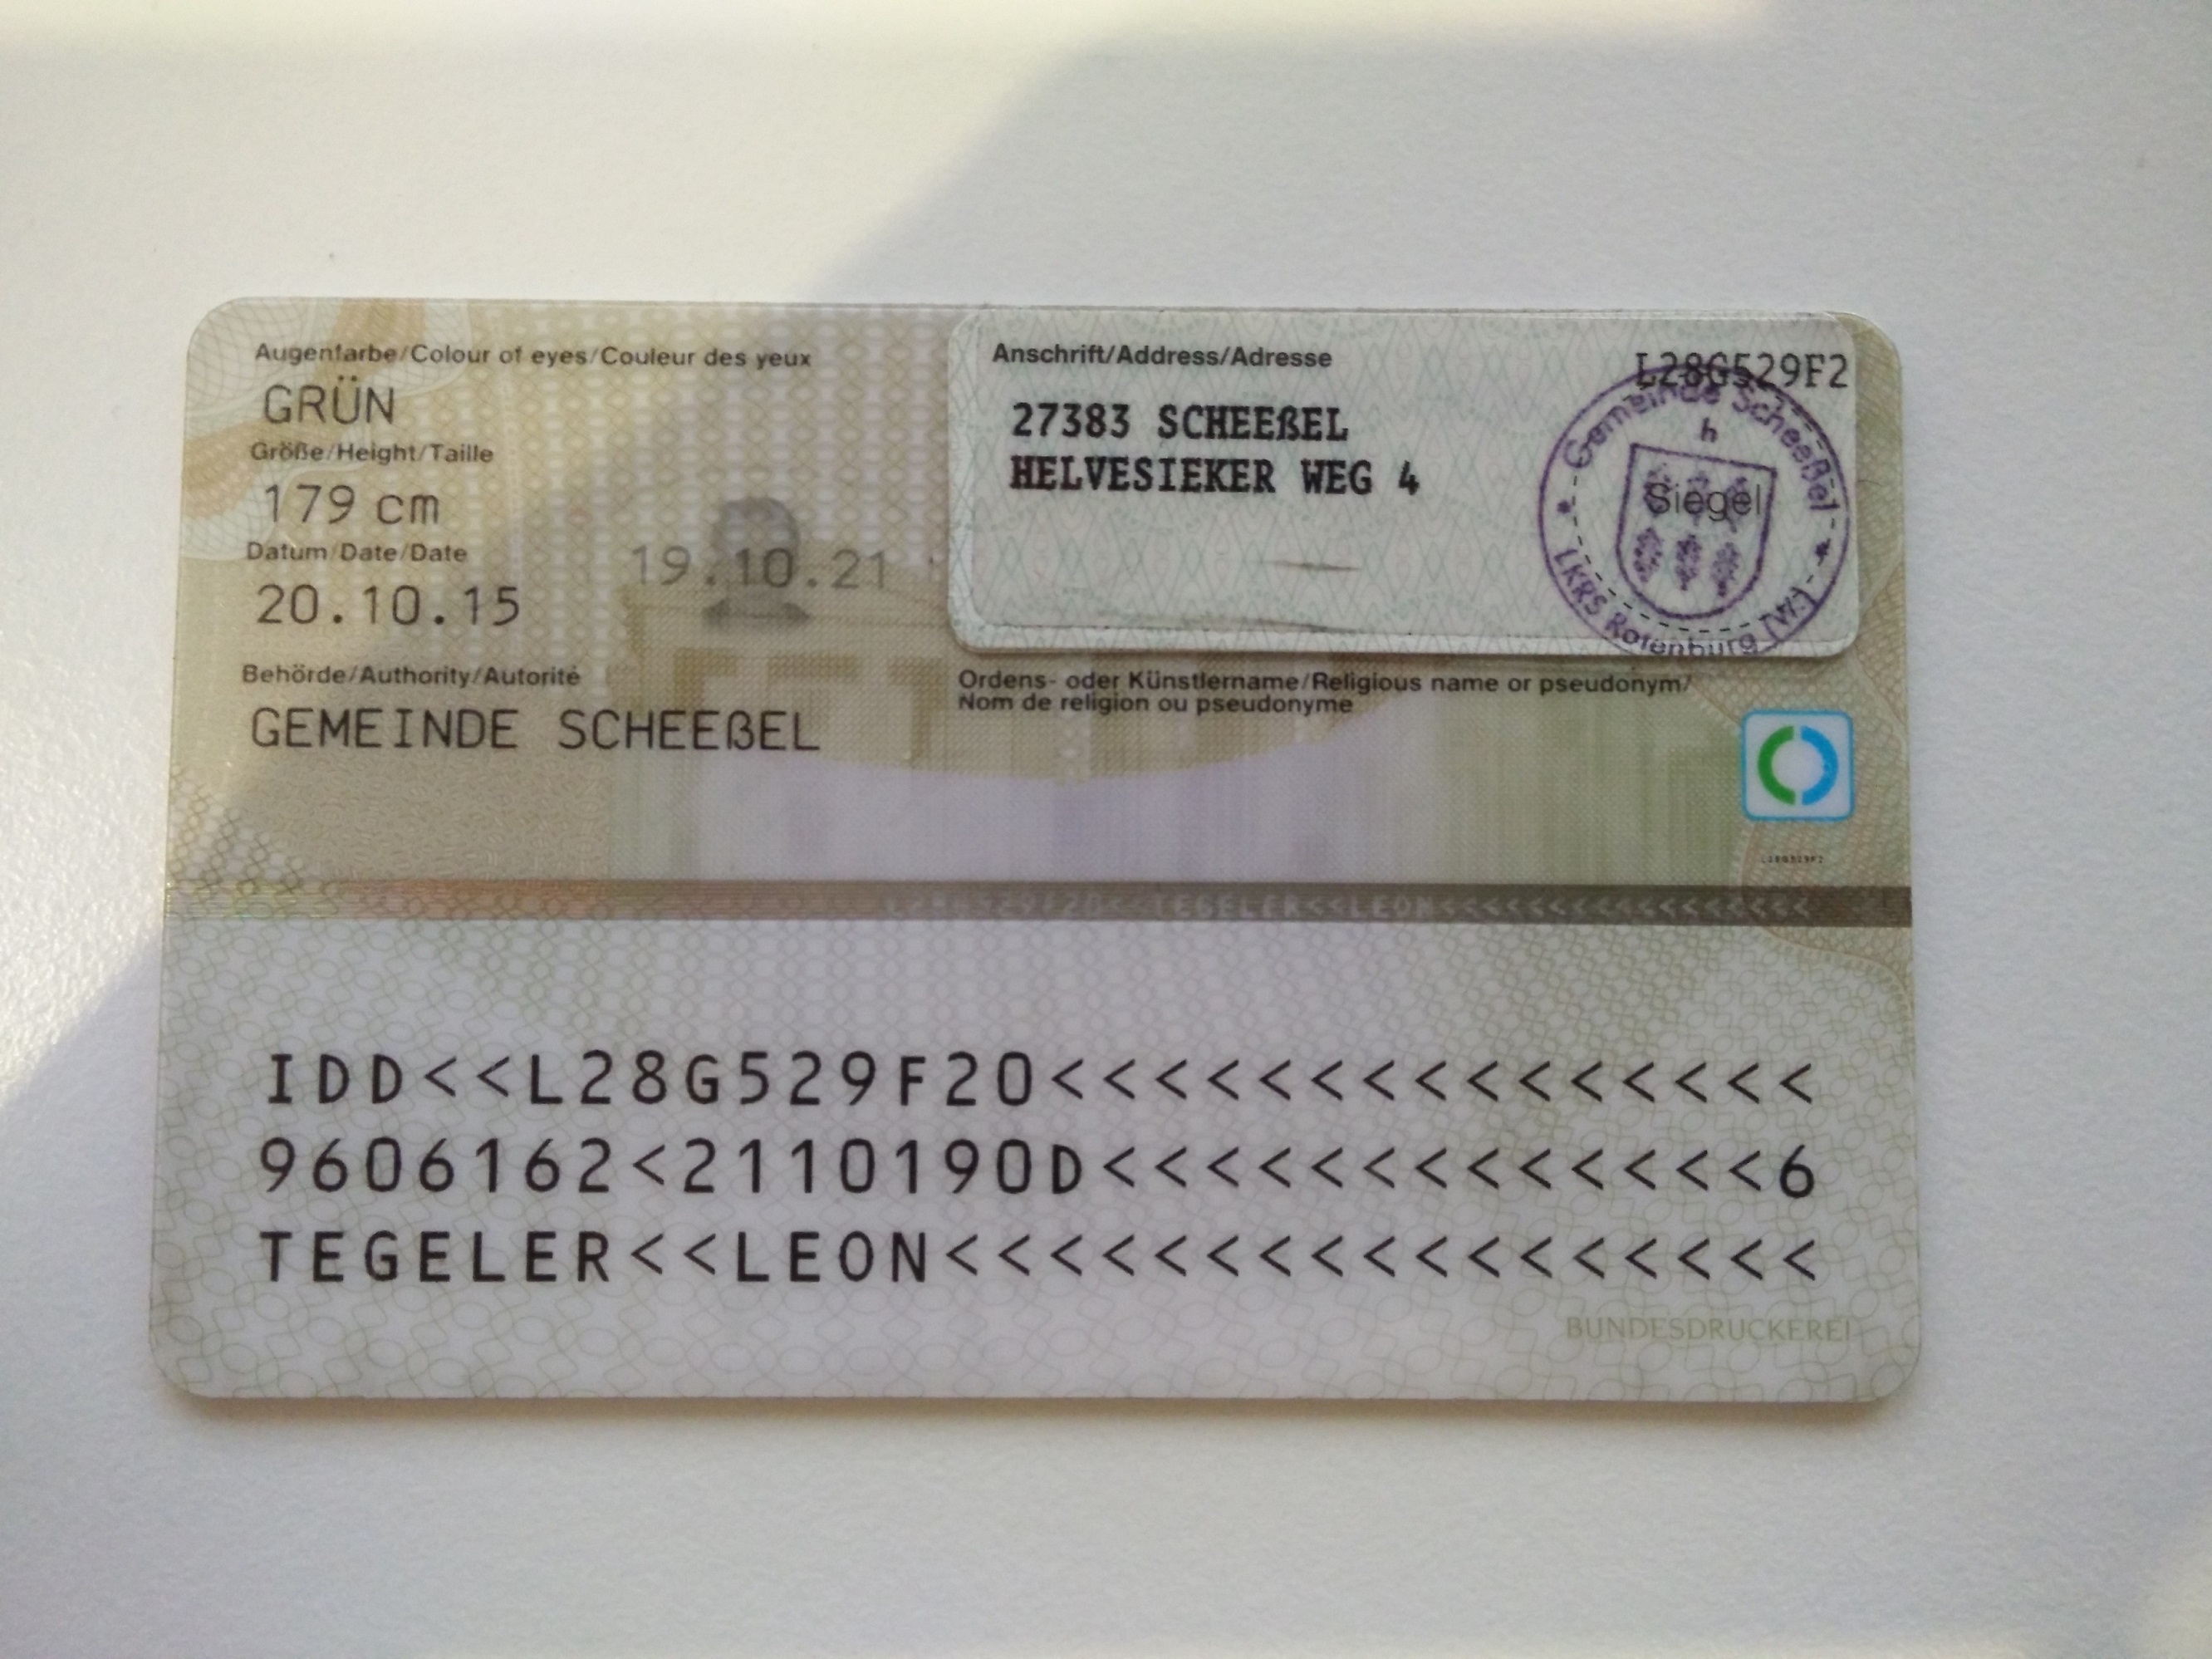 Augenfarbe/Colour of eyes/Couleur des yeux
GRÜN
Größe/Height/Taille
179 cm
Datum/Date/Date
20.10.15
19.10.21
Behörde/Authority/Autorité
GEMEINDE SCHEEßEL
Anschrift/Address/Adresse
L28G529F2
27383 SCHEEßEL
HELVESIEKER WEG 4
Gemeinde Scheeßel
h
Siegel
LKRS Rotenburg (W)
Ordens- oder Künstlername/Religious name or pseudonym/
Nom de religion ou pseudonyme
L28G529F2
L28G529F20<<TEGELER<<LEON<<<<<<<<<<<<<<<<
IDD<<L28G529F20<<<<<<<<<<<<<<<
9606162<2110190D<<<<<<<<<<<<<6
TEGELER<<LEON<<<<<<<<<<<<<<<<<
BUNDESDRUCKEREI